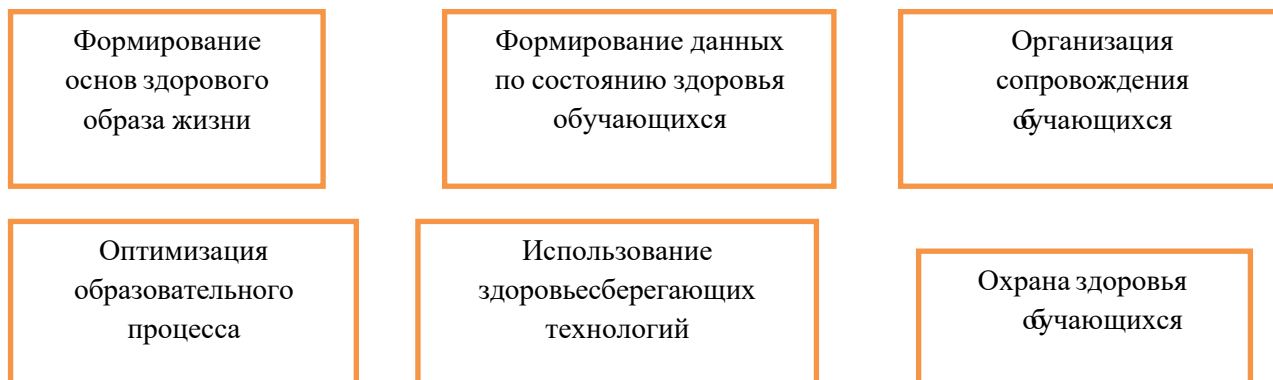 Формирование
основ здорового
образа жизни
Формирование данных
по состоянию здоровья
обучающихся
Организация
сопровождения
обучающихся
Оптимизация
образовательного
процесса
Использование
здоровьесберегающих
технологий
Охрана здоровья
обучающихся